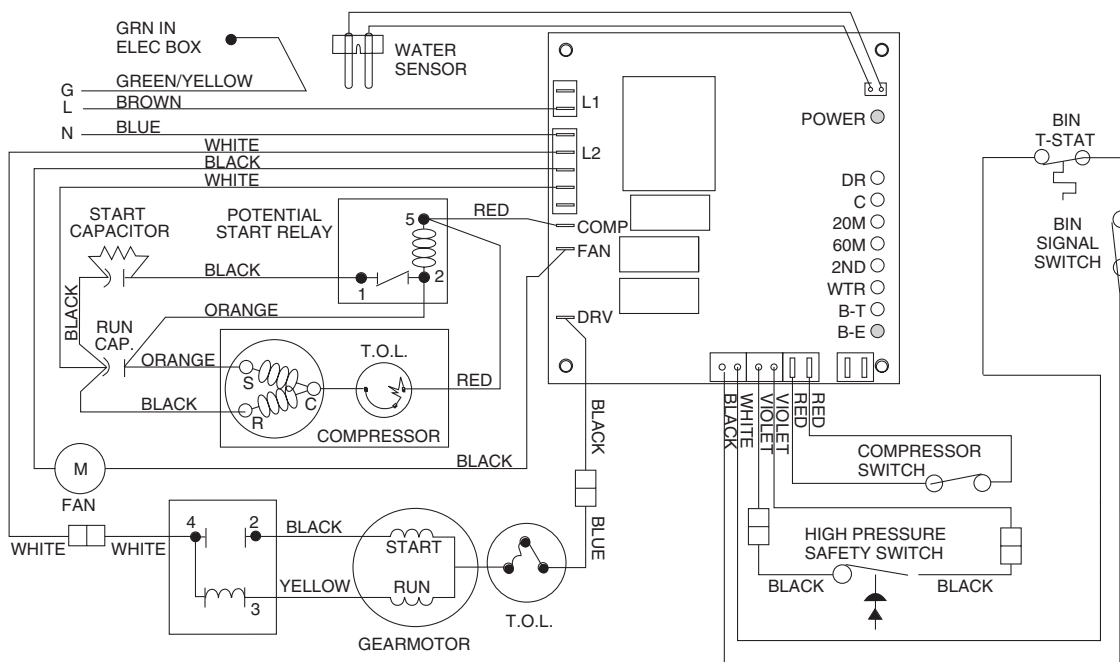 GRN IN
ELEC BOX
WATER
SENSOR
G
GREEN/YELLOW
L
BROWN
L1
N
BLUE
WHITE
L2
BLACK
WHITE
POWER
BIN
T-STAT
DR
C
20M
60M
2ND
WTR
B-T
B-E
BIN
SIGNAL
SWITCH
START
CAPACITOR
POTENTIAL
START RELAY
5
RED
COMP
FAN
BLACK
1
2
BLACK
ORANGE
DRV
RUN
CAP.
ORANGE
T.O.L.
S
C
R
RED
BLACK
COMPRESSOR
BLACK
WHITE
VIOLET
VIOLET
RED
RED
BLACK
COMPRESSOR
SWITCH
M
FAN
BLACK
HIGH PRESSURE
SAFETY SWITCH
BLACK
BLACK
WHITE
WHITE
4
2
BLACK
START
BLUE
YELLOW
RUN
3
T.O.L.
GEARMOTOR